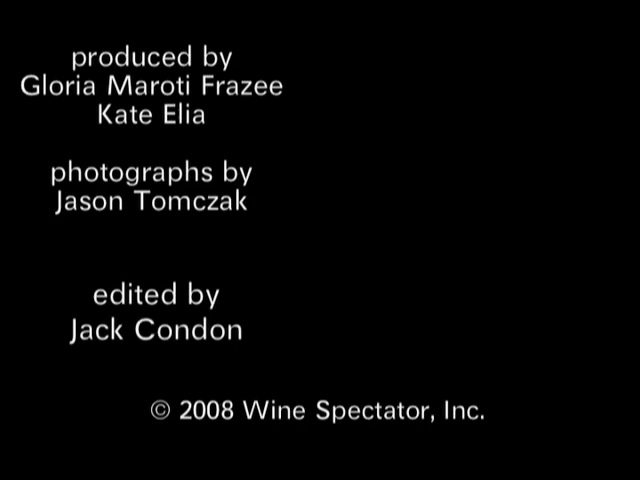 produced by
Gloria Maroti Frazee
Kate Elia
photographs by
Jason Tomczak
edited by
Jack Condon
© 2008 Wine Spectator, Inc.